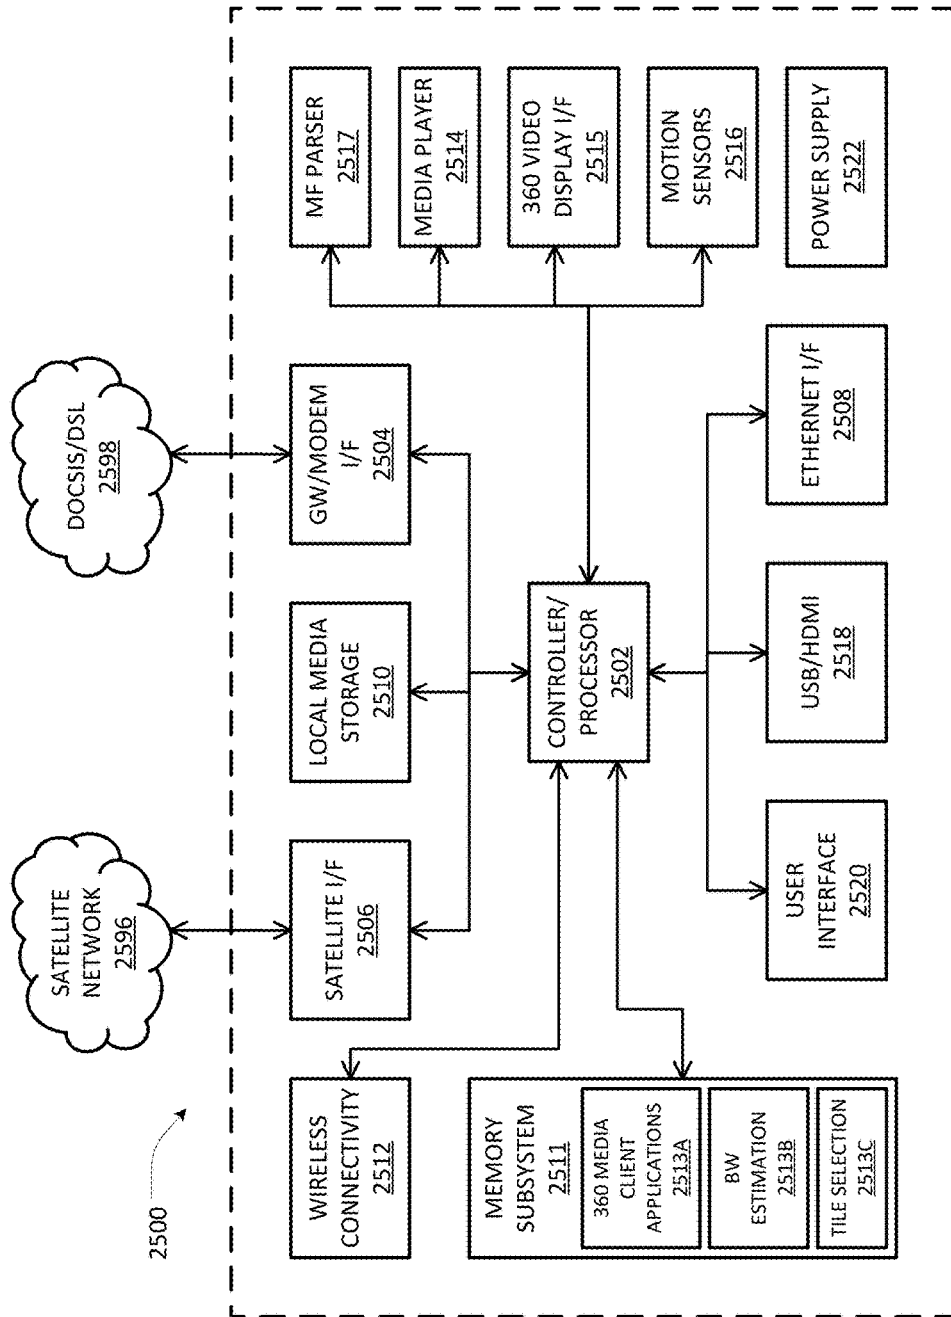 2500
SATELLITE
NETWORK
2596
DOCSIS/DSL
2598
WIRELESS
CONNECTIVITY
2512
SATELLITE I/F
2506
LOCAL MEDIA
STORAGE
2510
GW/MODEM
I/F
2504
MF PARSER
2517
MEDIA PLAYER
2514
360 VIDEO
DISPLAY I/F
2515
MOTION
SENSORS
2516
POWER SUPPLY
2522
MEMORY
SUBSYSTEM
2511
360 MEDIA
CLIENT
APPLICATIONS
2513A
BW
ESTIMATION
2513B
TILE SELECTION
2513C
CONTROLLER/
PROCESSOR
2502
USER
INTERFACE
2520
USB/HDMI
2518
ETHERNET I/F
2508